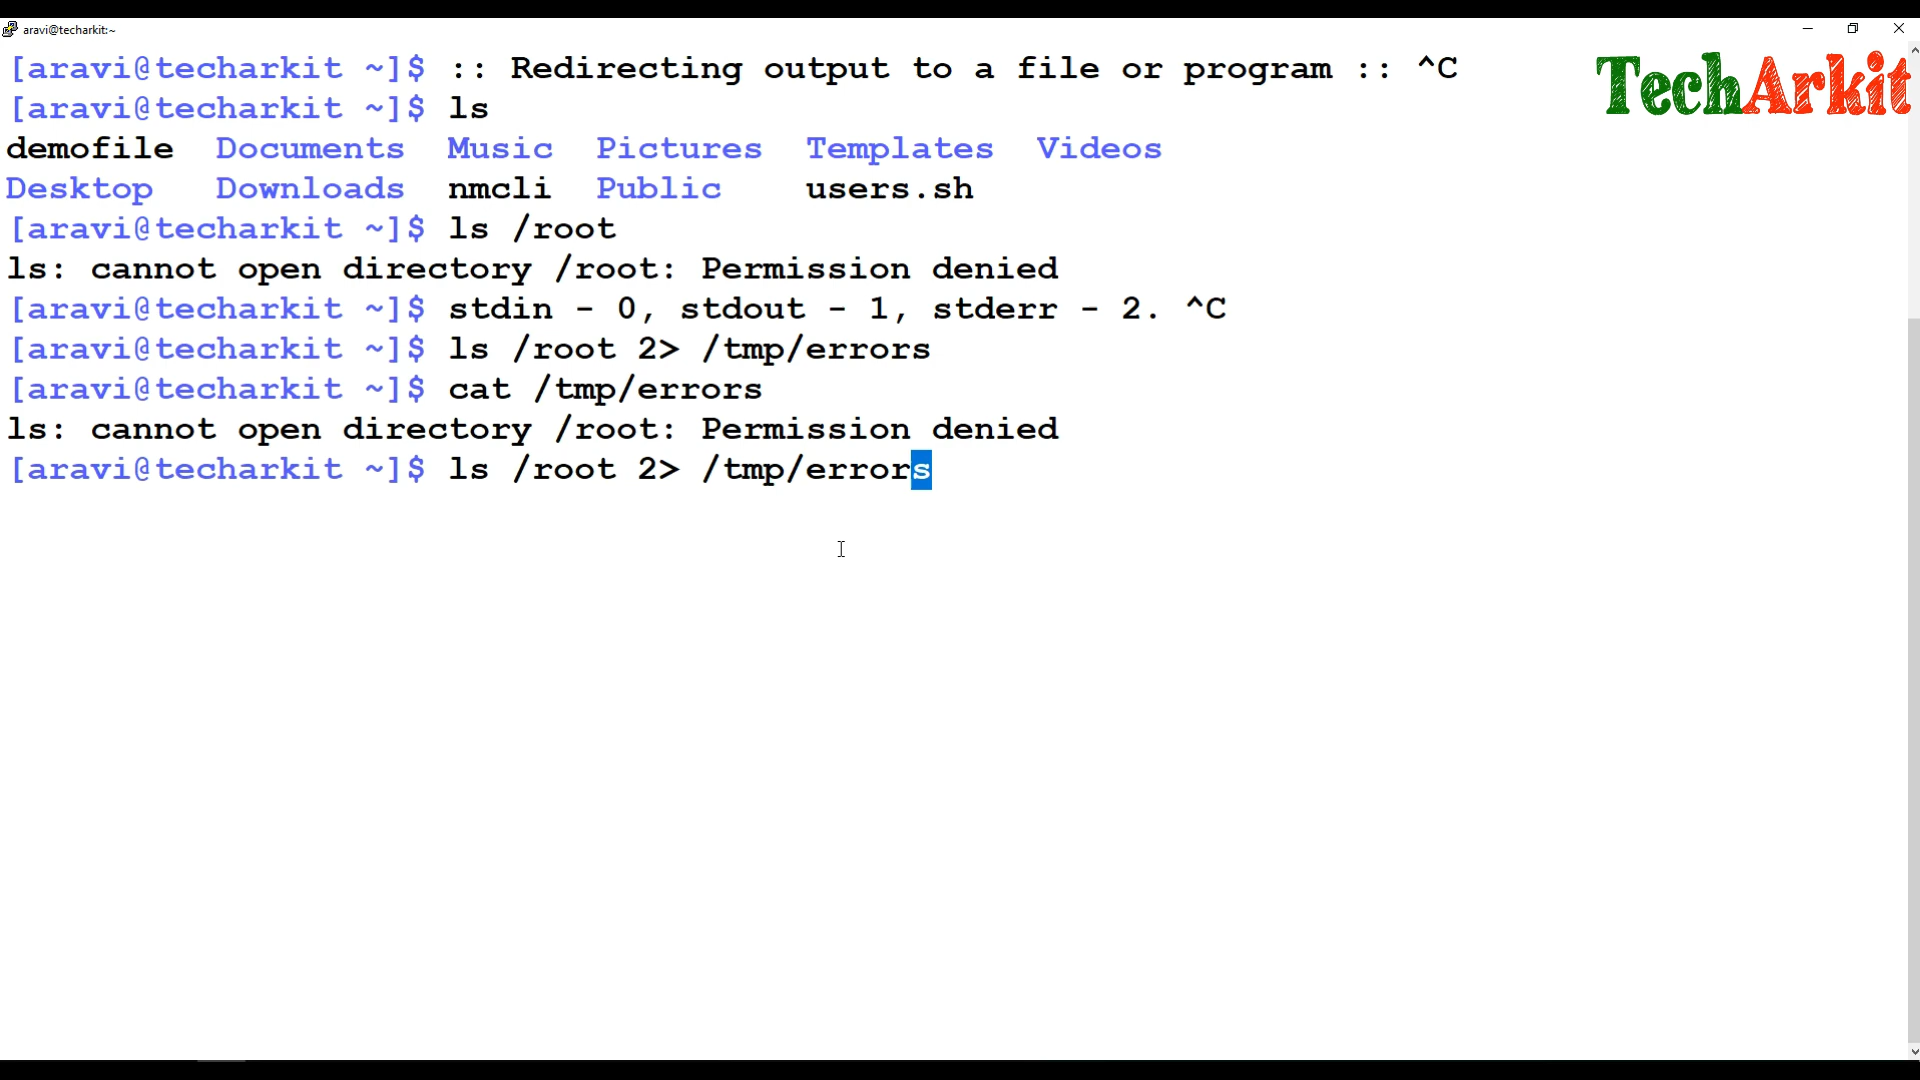 aravi@techarkit:~
TechArkit
[aravi@techarkit ~]$ :: Redirecting output to a file or program :: ^C
[aravi@techarkit ~]$ ls
demofile Documents Music Pictures Templates Videos
Desktop Downloads nmcli Public users.sh
[aravi@techarkit ~]$ ls /root
ls: cannot open directory /root: Permission denied
[aravi@techarkit ~]$ stdin - 0, stdout - 1, stderr - 2. ^C
[aravi@techarkit ~]$ ls /root 2> /tmp/errors
[aravi@techarkit ~]$ cat /tmp/errors
ls: cannot open directory /root: Permission denied
[aravi@techarkit ~]$ ls /root 2> /tmp/errors